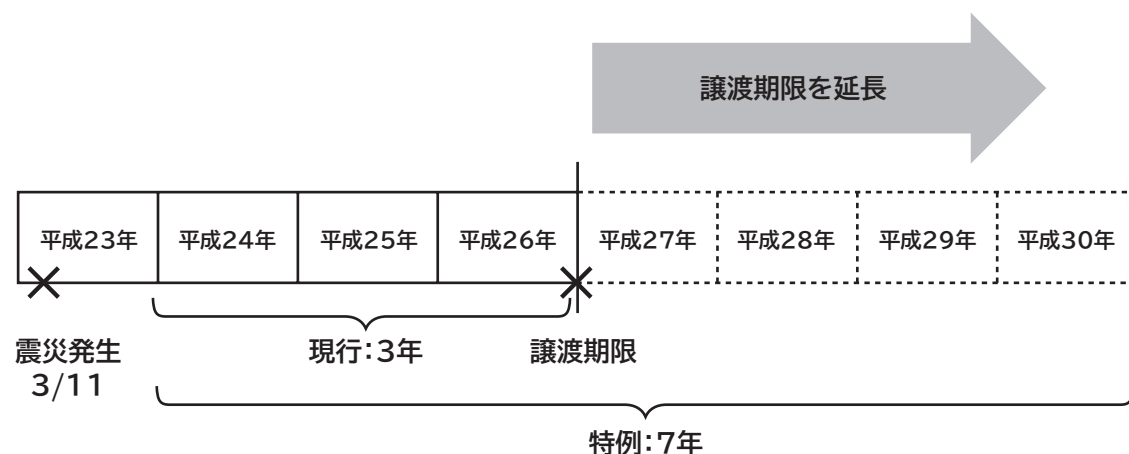 譲渡期限を延長
平成23年
平成24年
平成25年
平成26年
平成27年
平成28年
平成29年
平成30年
震災発生
3/11
現行:3年
譲渡期限
特例:7年